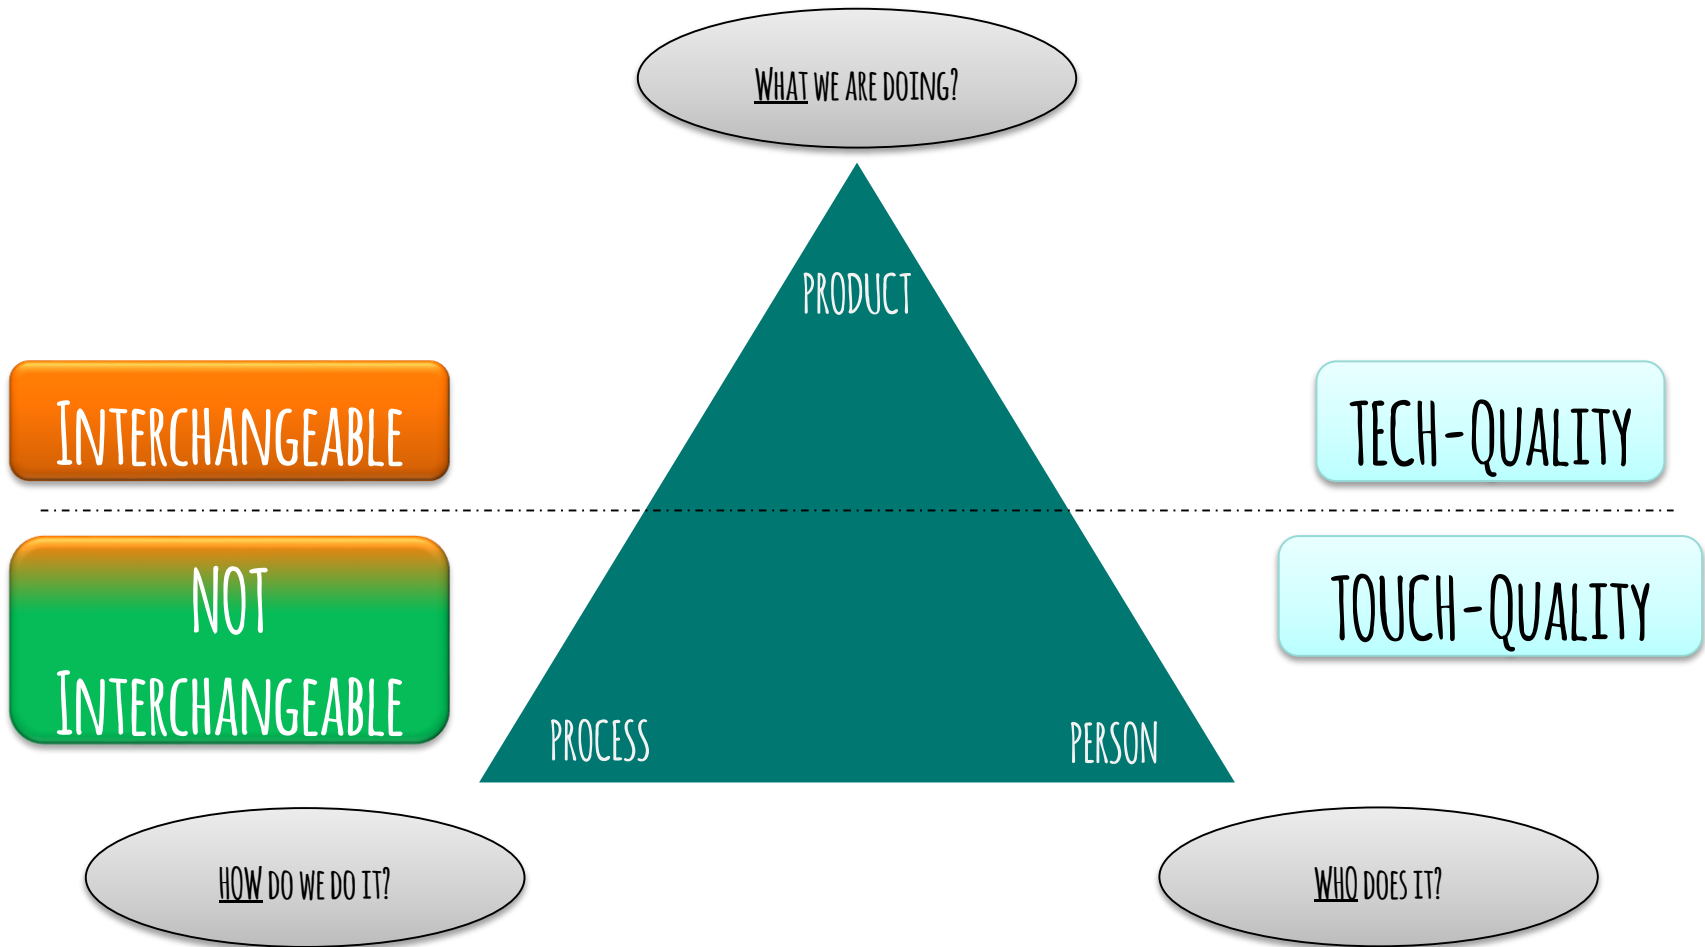 What we are doing?
PRODUCT
Interchangeable
TECH-Quality
NOT
Interchangeable
TOUCH-Quality
PROCESS
PERSON
HOW do we do it?
WHO does it?